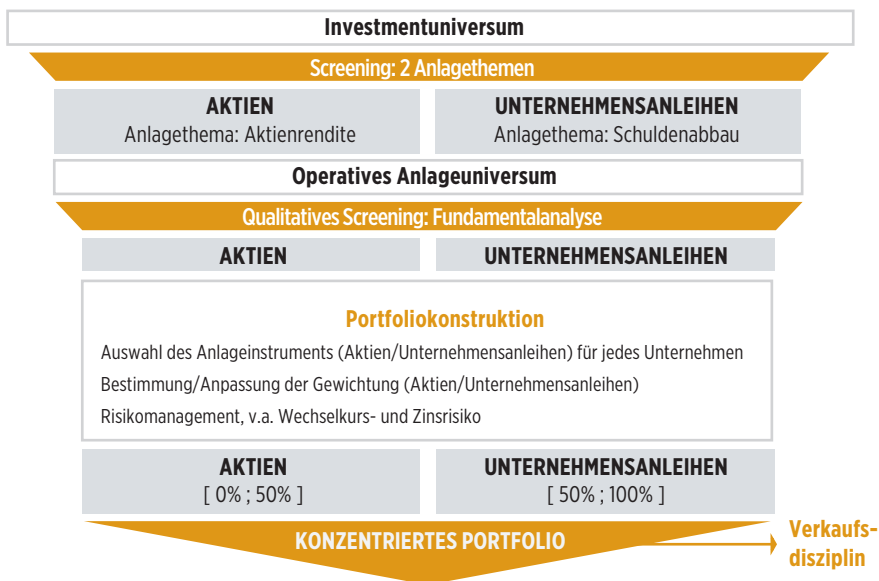 Investmentuniversum
Screening: 2 Anlagethemen
AKTIEN
Anlagethema: Aktienrendite
UNTERNEHMENSANLEIHEN
Anlagethema: Schuldenabbau
Operatives Anlageuniversum
Qualitatives Screening: Fundamentalanalyse
AKTIEN
UNTERNEHMENSANLEIHEN
Portfoliokonstruktion
Auswahl des Anlageinstruments (Aktien/Unternehmensanleihen) für jedes Unternehmen
Bestimmung/Anpassung der Gewichtung (Aktien/Unternehmensanleihen)
Risikomanagement, v.a. Wechselkurs- und Zinsrisiko
AKTIEN
[ 0% ; 50% ]
UNTERNEHMENSANLEIHEN
[ 50% ; 100% ]
KONZENTRIERTES PORTFOLIO
Verkaufs-
disziplin